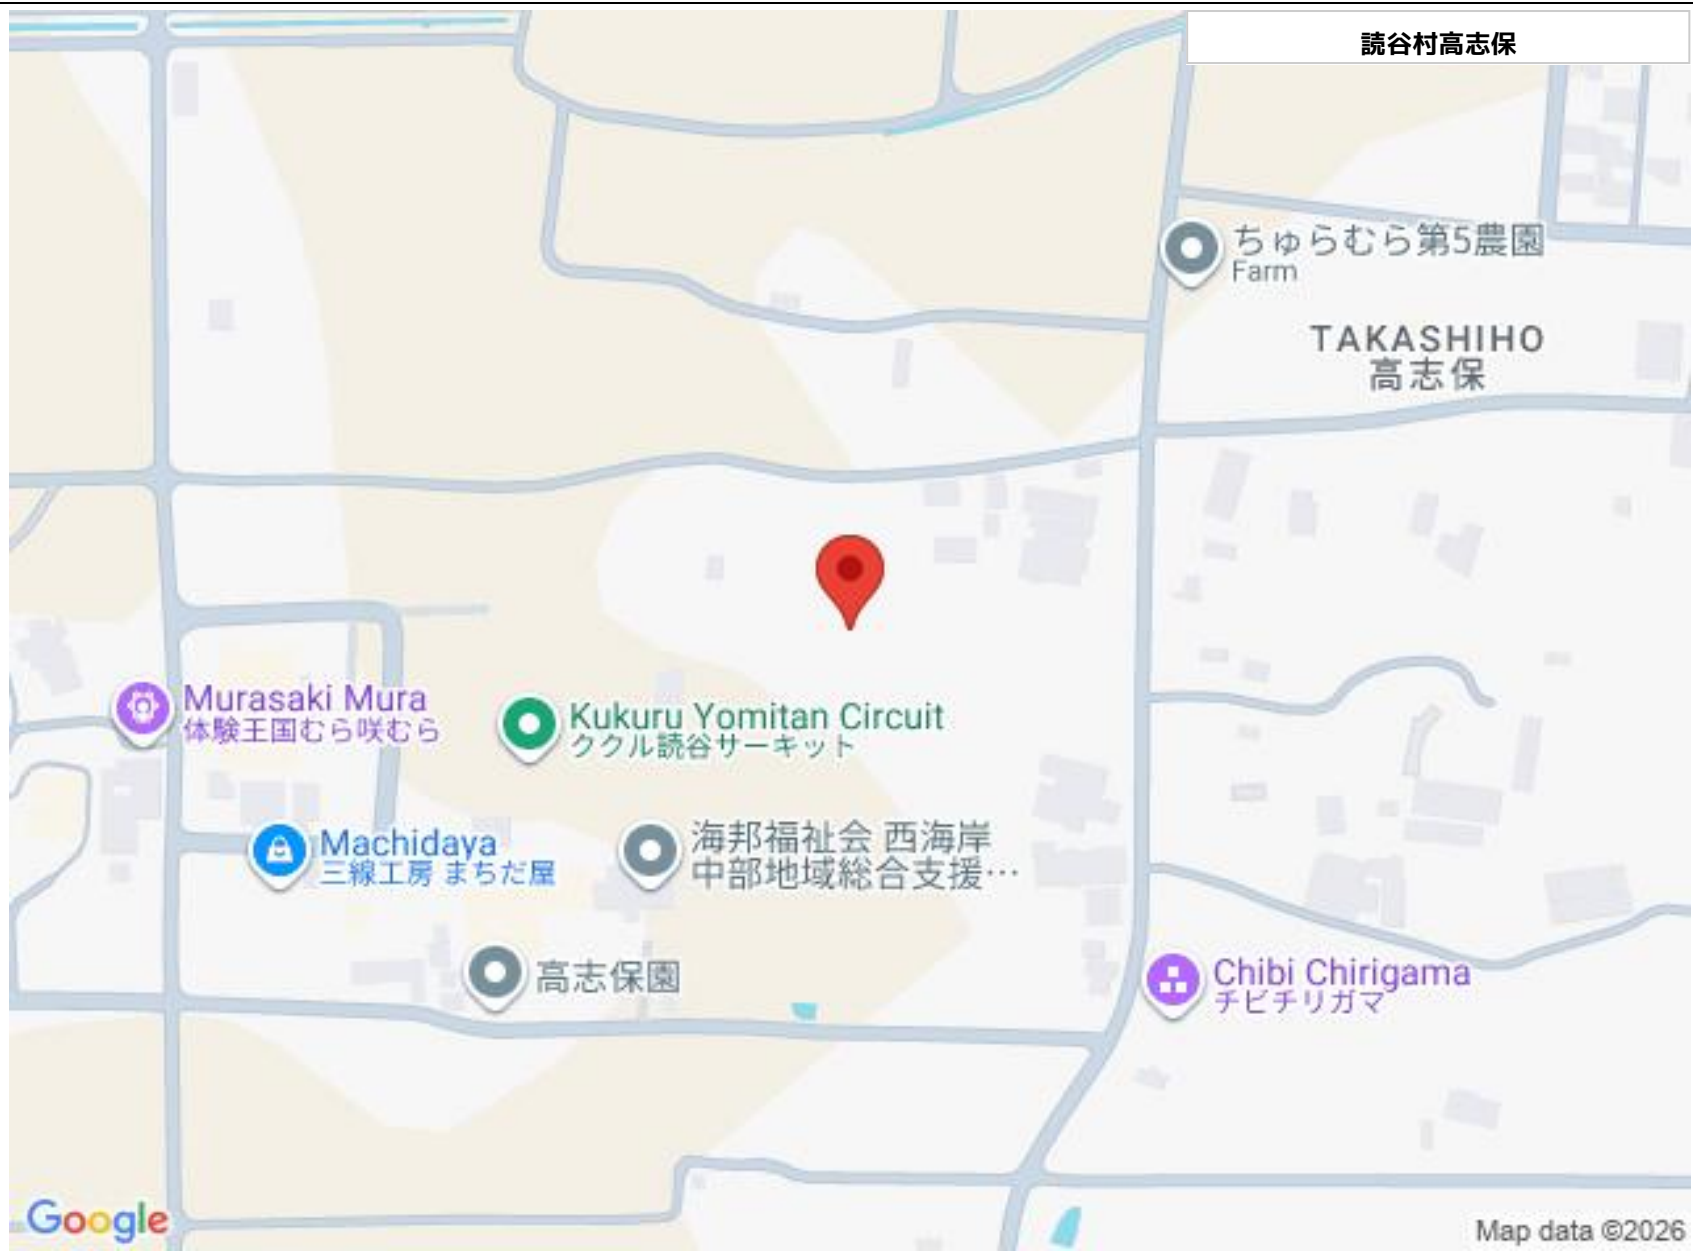 読谷村高志保
ちゅらむら第5農園
Farm
TAKASHIHO
高志保
Murasaki Mura
体験王国むら咲むら
Kukuru Yomitan Circuit
ククル読谷サーキット
Machidaya
三線工房 まちだ屋
海邦福祉会 西海岸
中部地域総合支援…
高志保園
Chibi Chirigama
チビチリガマ
Google
Map data ©2026